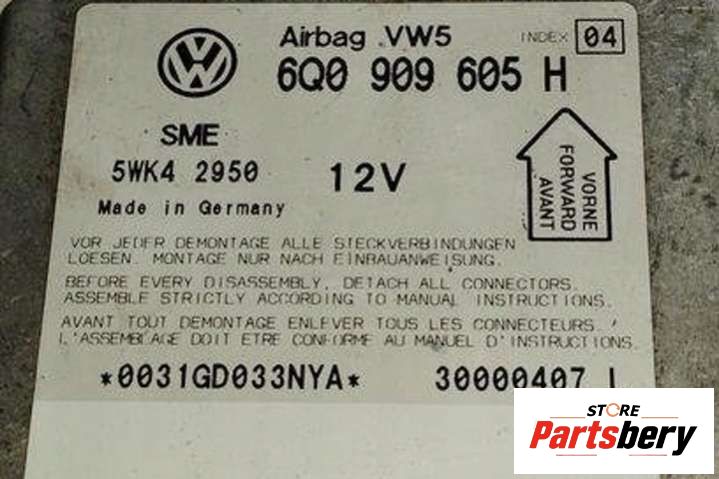 Airbag VW5 INDEX 04
6Q0 909 605 H
SME
5WK4 2950 12V
Made in Germany
VORNE
FORWARD
AVANT
VOR JEDER DEMONTAGE ALLE STECKVERBINDUNGEN
LOESEN. MONTAGE NUR NACH EINBAUANWEISUNG.
BEFORE EVERY DISASSEMBLY, DETACH ALL CONNECTORS.
ASSEMBLE STRICTLY ACCORDING TO MANUAL INSTRUCTIONS.
AVANT TOUT DEMONTAGE ENLEVER TOUS LES CONNECTEURS.
L'ASSEMBLAGE DOIT ETRE CONFORME AU MANUEL D'INSTRUCTIONS.
*0031GD033NYA* 30000407
STORE
Partsbery